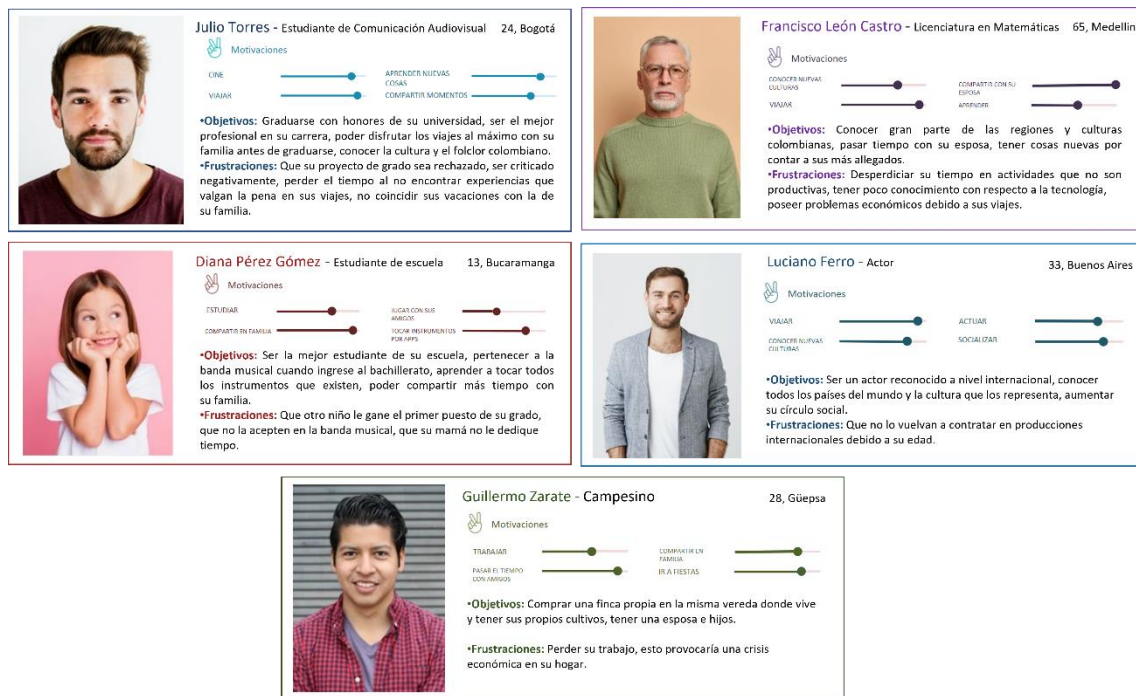 Julio Torres - Estudiante de Comunicación Audiovisual 24, Bogotá
Motivaciones
CINE
APRENDER NUEVAS
COSAS
VIAJAR
COMPARTIR MOMENTOS
•Objetivos: Graduarse con honores de su universidad, ser el mejor
profesional en su carrera, poder disfrutar los viajes al máximo con su
familia antes de graduarse, conocer la cultura y el folclor colombiano.
•Frustraciones: Que su proyecto de grado sea rechazado, ser criticado
negativamente, perder el tiempo al no encontrar experiencias que
valgan la pena en sus viajes, no coincidir sus vacaciones con la de
su familia.
Francisco León Castro - Licenciatura en Matemáticas 65, Medellin
Motivaciones
CONOCER NUEVAS
CULTURAS
COMPARTIR CON SU
ESPOSA
VIAJAR
APRENDER
•Objetivos: Conocer gran parte de las regiones y culturas
colombianas, pasar tiempo con su esposa, tener cosas nuevas por
contar a sus más allegados.
•Frustraciones: Desperdiciar su tiempo en actividades que no son
productivas, tener poco conocimiento con respecto a la tecnología,
poseer problemas económicos debido a sus viajes.
Diana Pérez Gómez - Estudiante de escuela 13, Bucaramanga
Motivaciones
ESTUDIAR
JUGAR CON SUS
AMIGOS
COMPARTIR EN FAMILIA
TOCAR INSTRUMENTOS
POR APPS
•Objetivos: Ser la mejor estudiante de su escuela, pertenecer a la
banda musical cuando ingrese al bachillerato, aprender a tocar todos
los instrumentos que existen, poder compartir más tiempo con
su familia.
•Frustraciones: Que otro niño le gane el primer puesto de su grado,
que no la acepten en la banda musical, que su mamá no le dedique
tiempo.
Luciano Ferro - Actor 33, Buenos Aires
Motivaciones
VIAJAR
ACTUAR
CONOCER NUEVAS
CULTURAS
SOCIALIZAR
•Objetivos: Ser un actor reconocido a nivel internacional, conocer
todos los países del mundo y la cultura que los representa, aumentar
su círculo social.
•Frustraciones: Que no lo vuelvan a contratar en producciones
internacionales debido a su edad.
Guillermo Zarate - Campesino 28, Güepsa
Motivaciones
TRABAJAR
COMPARTIR EN
FAMILIA
PASAR EL TIEMPO
CON AMIGOS
IR A FIESTAS
•Objetivos: Comprar una finca propia en la misma vereda donde vive
y tener sus propios cultivos, tener una esposa e hijos.
•Frustraciones: Perder su trabajo, esto provocaría una crisis
económica en su hogar.